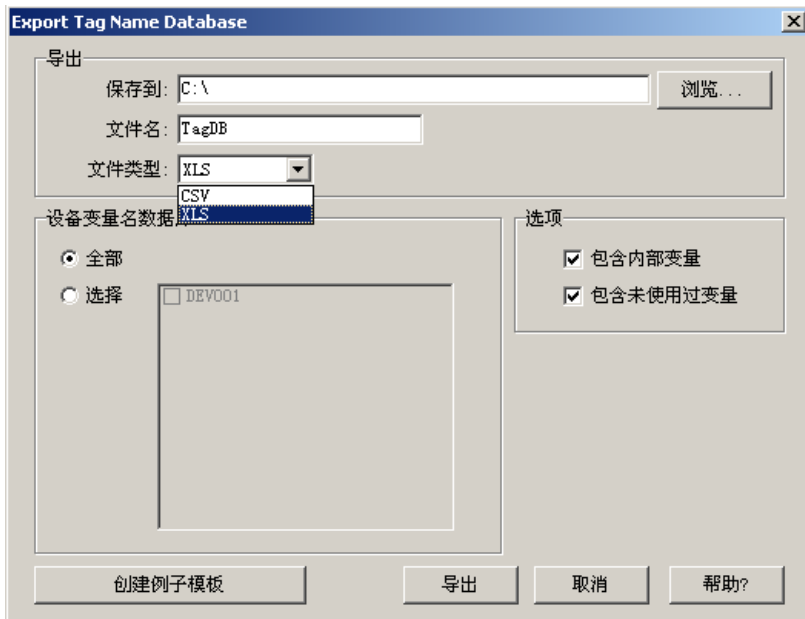 Export Tag Name Database
导出
保存到: C:\
浏览...
文件名: TagDB
文件类型: XLS
CSV
XLS
设备变量名数据
全部
选择
DEV001
选项
包含内部变量
包含未使用过变量
创建例子模板
导出
取消
帮助?